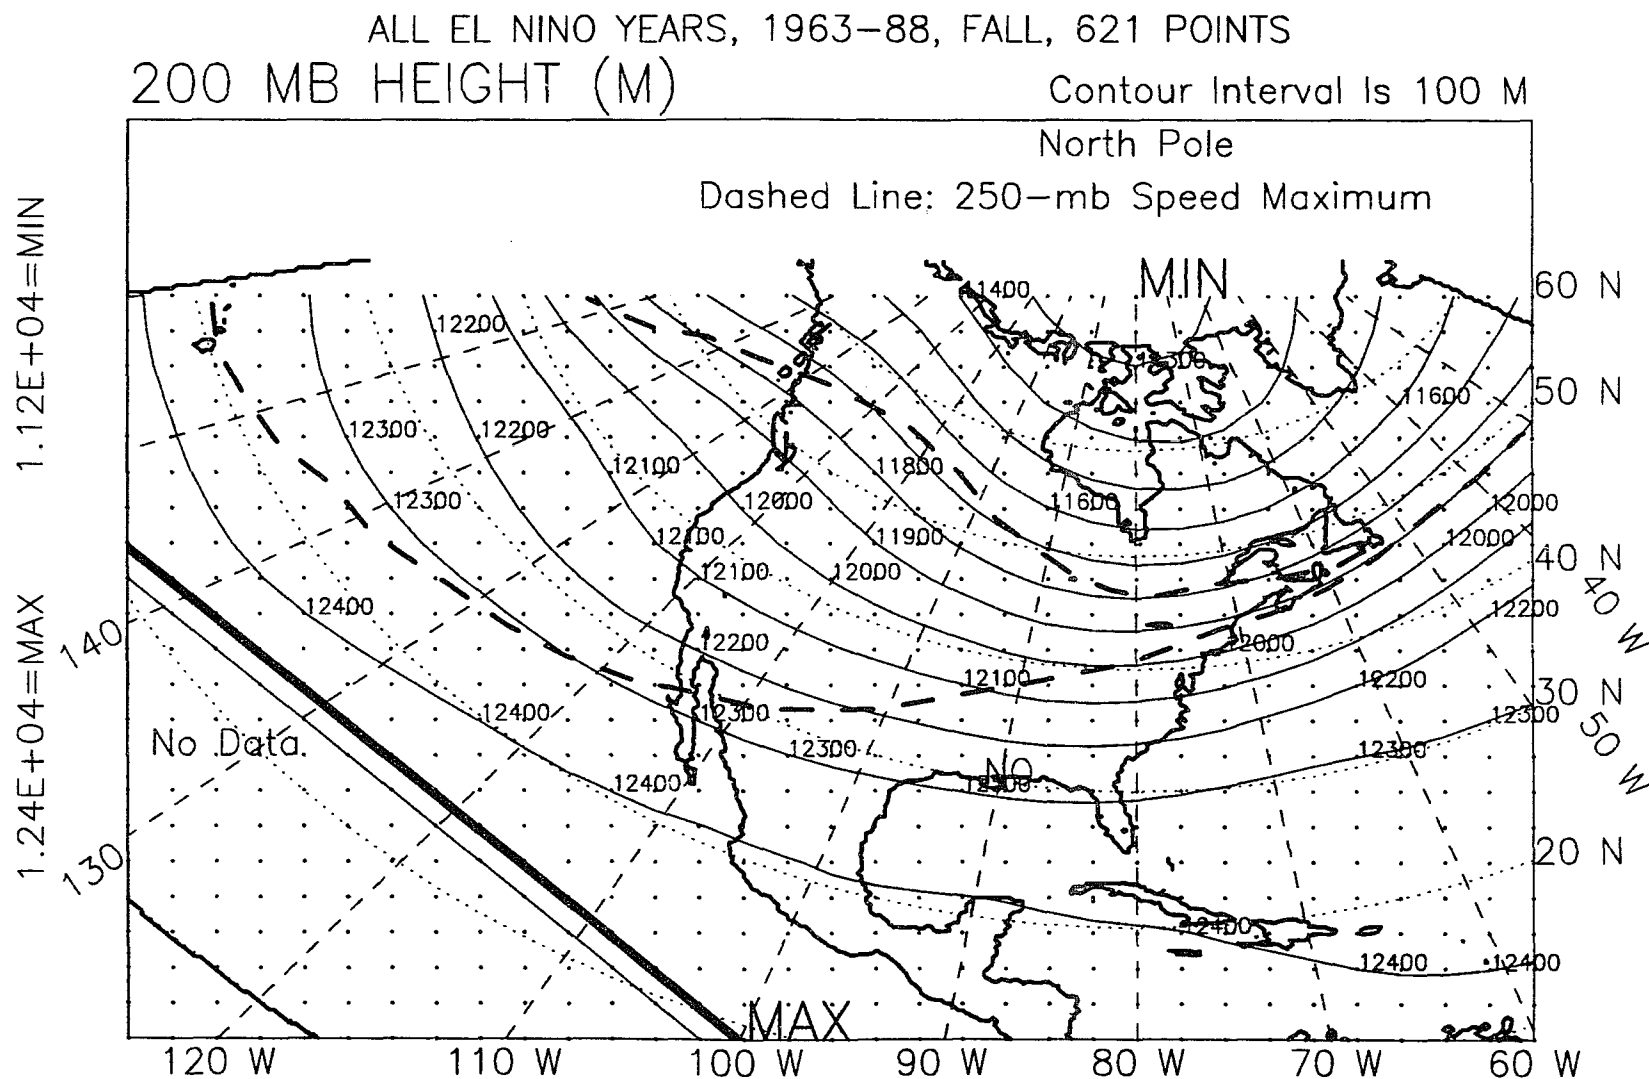 ALL EL NINO YEARS, 1963-88, FALL, 621 POINTS
200 MB HEIGHT (M)
Contour Interval Is 100 M
North Pole
Dashed Line: 250-mb Speed Maximum
1.12E+04=MIN
1.24E+04=MAX
MIN
60 N
11400
12200
50 N
11600
12300
12200
12100
11800
12300
12000
11600
12000
12100
11900
12000
40 N
12100
12000
12400
12200
40 W
140
12200
12000
12100
12200
30 N
12400
12300
12300
50 W
No Data.
12300
12300
NO
12400
12300
20 N
130
12400
12400
12400
MAX
120 W
110 W
100 W
90 W
80 W
70 W
60 W